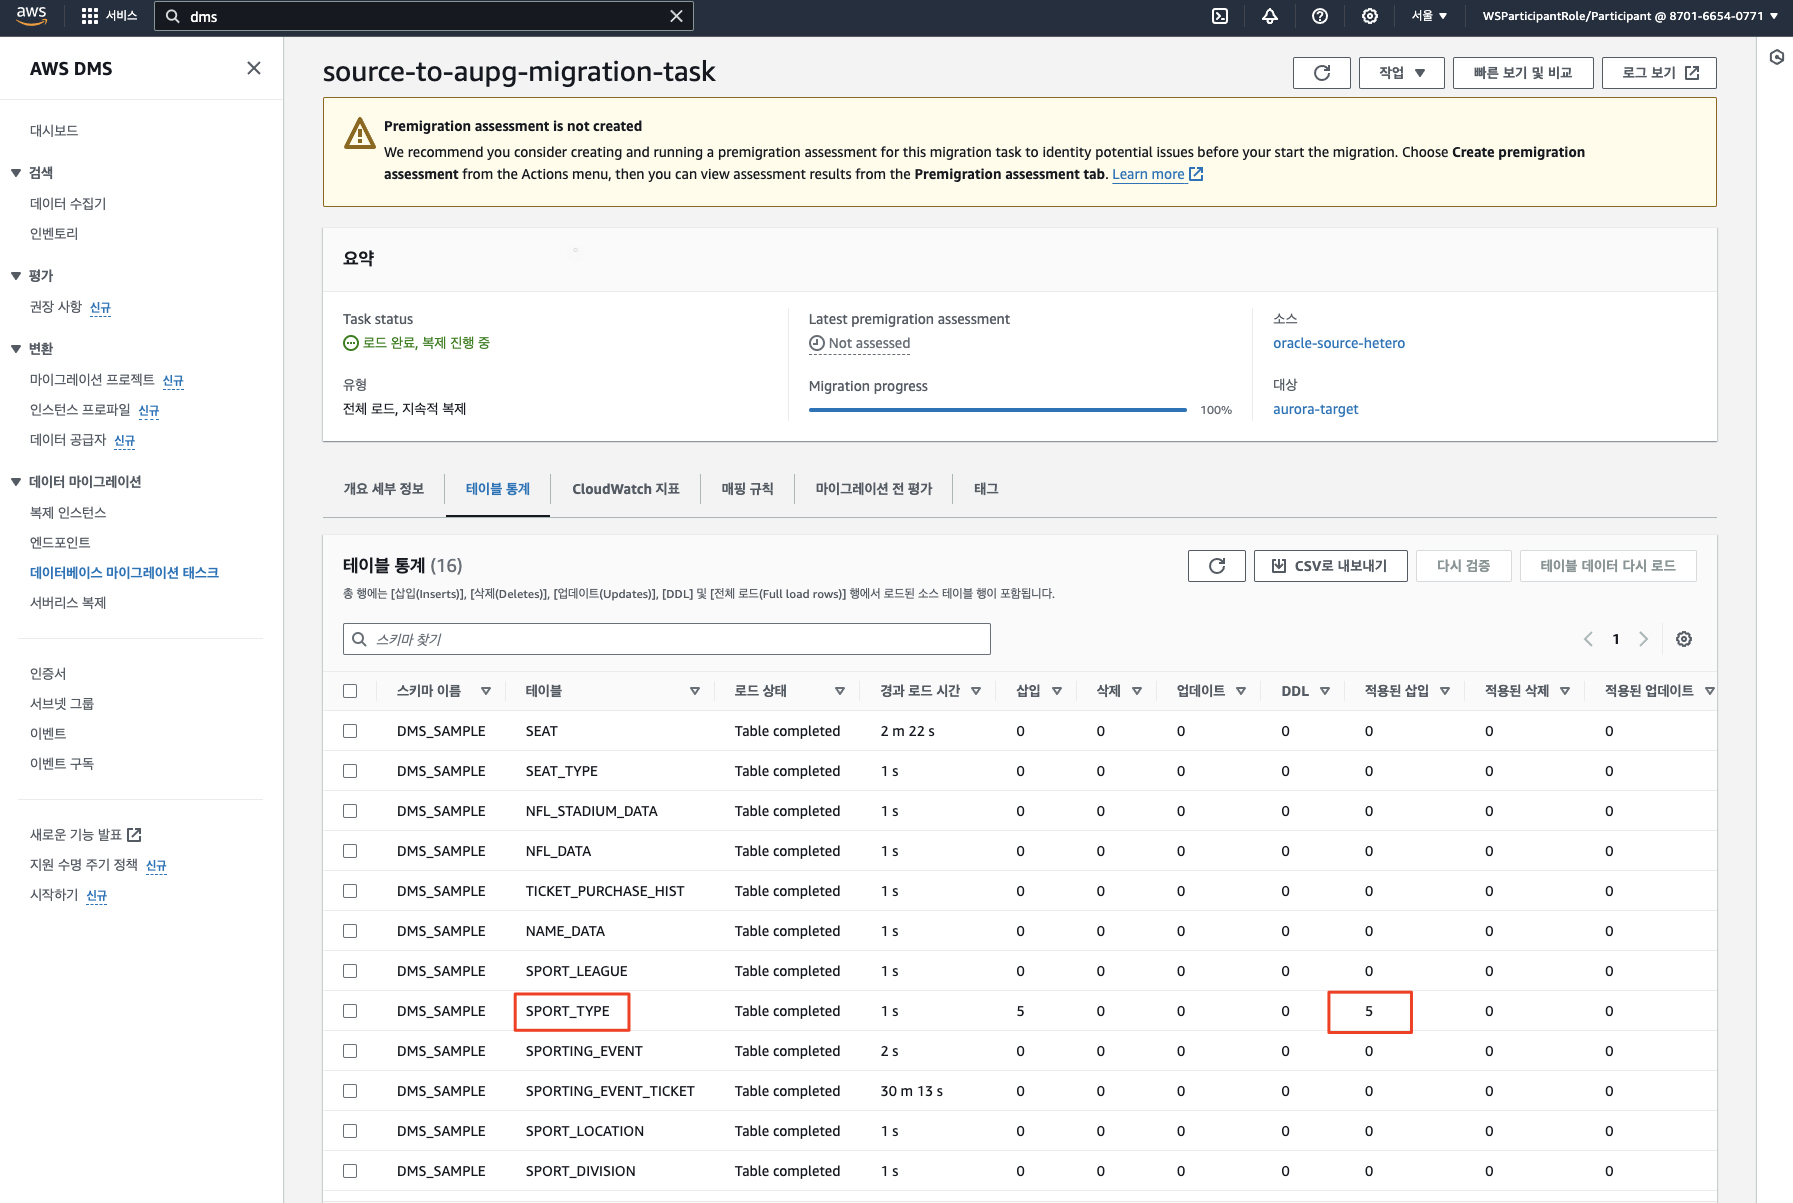 aws
서비스
dms
서울 ▼
WSParticipantRole/Participant @ 8701-6654-0771 ▼
AWS DMS
대시보드
검색
데이터 수집기
인벤토리
평가
권장 사항 신규
변환
마이그레이션 프로젝트 신규
인스턴스 프로파일 신규
데이터 공급자 신규
데이터 마이그레이션
복제 인스턴스
엔드포인트
데이터베이스 마이그레이션 태스크
서버리스 복제
인증서
서브넷 그룹
이벤트
이벤트 구독
새로운 기능 발표
지원 수명 주기 정책 신규
시작하기 신규
source-to-aupg-migration-task
작업 ▼
빠른 보기 및 비교
로그 보기
Premigration assessment is not created
We recommend you consider creating and running a premigration assessment for this migration task to identity potential issues before your start the migration. Choose Create premigration
assessment from the Actions menu, then you can view assessment results from the Premigration assessment tab. Learn more
요약
Task status
로드 완료, 복제 진행 중
유형
전체 로드, 지속적 복제
Latest premigration assessment
Not assessed
Migration progress
100%
소스
oracle-source-hetero
대상
aurora-target
개요 세부 정보
테이블 통계
CloudWatch 지표
매핑 규칙
마이그레이션 전 평가
태그
테이블 통계 (16)
CSV로 내보내기
다시 검증
테이블 데이터 다시 로드
총 행에는 [삽입(Inserts)], [삭제(Deletes)], [업데이트(Updates)], [DDL] 및 [전체 로드(Full load rows)] 행에서 로드된 소스 테이블 행이 포함됩니다.
스키마 찾기
1
스키마 이름 테이블 로드 상태 경과 로드 시간 삽입 삭제 업데이트 DDL 적용된 삽입 적용된 삭제 적용된 업데이트
DMS_SAMPLE SEAT Table completed 2 m 22 s 0 0 0 0 0 0 0
DMS_SAMPLE SEAT_TYPE Table completed 1 s 0 0 0 0 0 0 0
DMS_SAMPLE NFL_STADIUM_DATA Table completed 1 s 0 0 0 0 0 0 0
DMS_SAMPLE NFL_DATA Table completed 1 s 0 0 0 0 0 0 0
DMS_SAMPLE TICKET_PURCHASE_HIST Table completed 1 s 0 0 0 0 0 0 0
DMS_SAMPLE NAME_DATA Table completed 1 s 0 0 0 0 0 0 0
DMS_SAMPLE SPORT_LEAGUE Table completed 1 s 0 0 0 0 0 0 0
DMS_SAMPLE SPORT_TYPE Table completed 1 s 5 0 0 0 5 0 0
DMS_SAMPLE SPORTING_EVENT Table completed 2 s 0 0 0 0 0 0 0
DMS_SAMPLE SPORTING_EVENT_TICKET Table completed 30 m 13 s 0 0 0 0 0 0 0
DMS_SAMPLE SPORT_LOCATION Table completed 1 s 0 0 0 0 0 0 0
DMS_SAMPLE SPORT_DIVISION Table completed 1 s 0 0 0 0 0 0 0